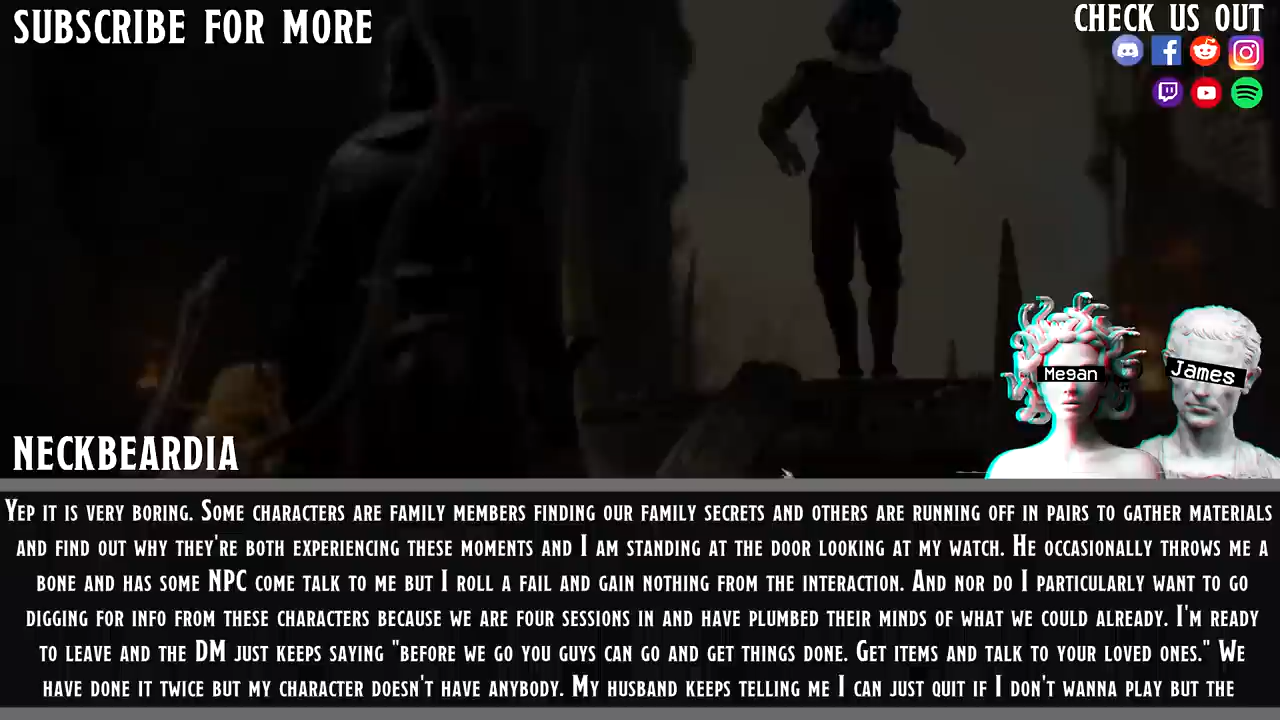 SUBSCRIBE FOR MORE
CHECK US OUT
Megan
James
NECKBEARDIA
Yep it is very boring. Some characters are family members finding our family secrets and others are running off in pairs to gather materials
and find out why they're both experiencing these moments and I am standing at the door looking at my watch. He occasionally throws me a
bone and has some NPC come talk to me but I roll a fail and gain nothing from the interaction. And nor do I particularly want to go
digging for info from these characters because we are four sessions in and have plumbed their minds of what we could already. I'm ready
to leave and the DM just keeps saying "before we go you guys can go and get things done. Get items and talk to your loved ones." We
have done it twice but my character doesn't have anybody. My husband keeps telling me I can just quit if I don't wanna play but the